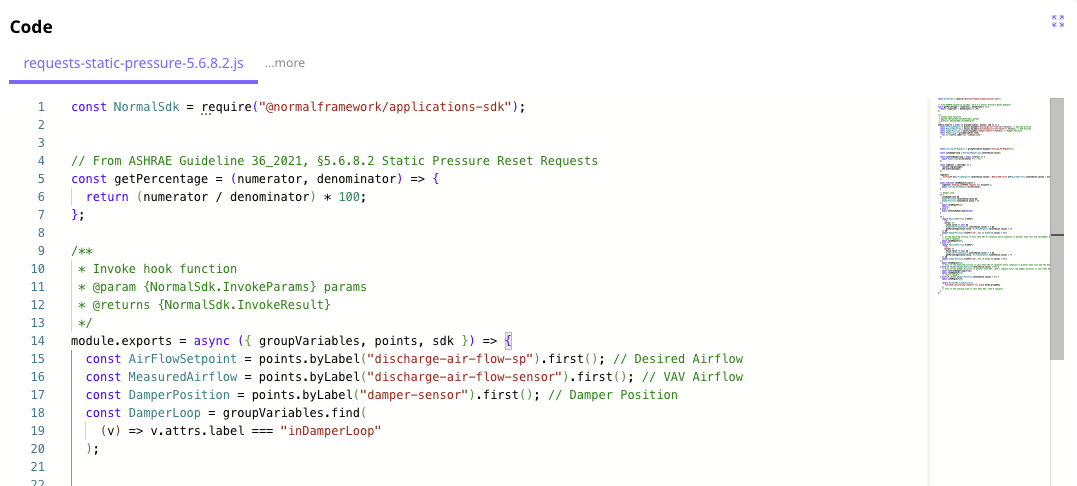 Code
requests-static-pressure-5.6.8.2.js ...more
1 const NormalSdk = require("@normalframework/applications-sdk");
2
3
4 // From ASHRAE Guideline 36_2021, §5.6.8.2 Static Pressure Reset Requests
5 const getPercentage = (numerator, denominator) => {
6 return (numerator / denominator) * 100;
7 };
8
9 /**
10 * Invoke hook function
11 * @param {NormalSdk.InvokeParams} params
12 * @returns {NormalSdk.InvokeResult}
13 */
14 module.exports = async ({ groupVariables, points, sdk }) => {
15 const AirFlowSetpoint = points.byLabel("discharge-air-flow-sp").first(); // Desired Airflow
16 const MeasuredAirflow = points.byLabel("discharge-air-flow-sensor").first(); // VAV Airflow
17 const DamperPosition = points.byLabel("damper-sensor").first(); // Damper Position
18 const DamperLoop = groupVariables.find(
19 (v) => v.attrs.label === "inDamperLoop"
20 );
21
22